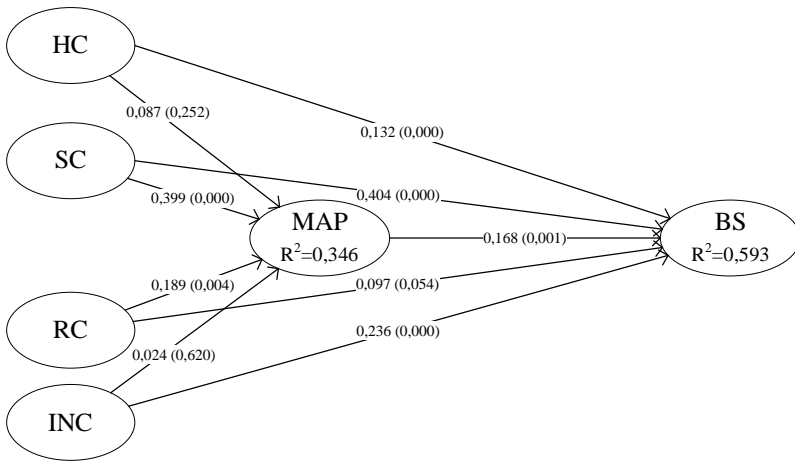 HC
0,087 (0,252)
0,132 (0,000)
SC
0,399 (0,000)
0,404 (0,000)
MAP
R²=0,346
0,168 (0,001)
BS
R²=0,593
RC
0,189 (0,004)
0,097 (0,054)
0,024 (0,620)
0,236 (0,000)
INC